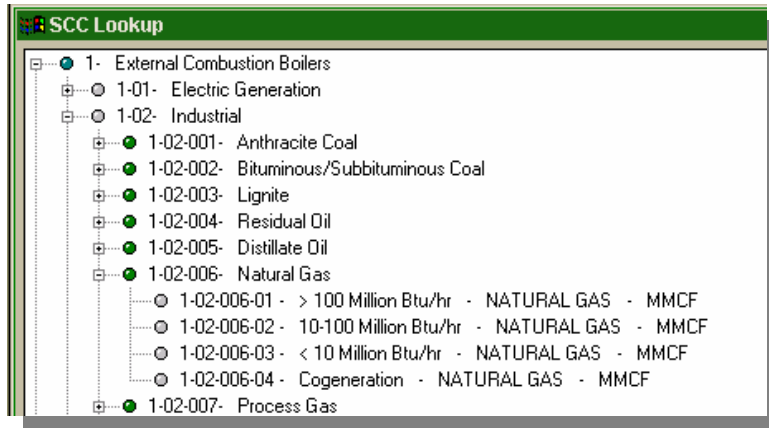 SCC Lookup
1- External Combustion Boilers
1-01- Electric Generation
1-02- Industrial
1-02-001- Anthracite Coal
1-02-002- Bituminous/Subbituminous Coal
1-02-003- Lignite
1-02-004- Residual Oil
1-02-005- Distillate Oil
1-02-006- Natural Gas
1-02-006-01 - > 100 Million Btu/hr - NATURAL GAS - MMCF
1-02-006-02 - 10-100 Million Btu/hr - NATURAL GAS - MMCF
1-02-006-03 - < 10 Million Btu/hr - NATURAL GAS - MMCF
1-02-006-04 - Cogeneration - NATURAL GAS - MMCF
1-02-007- Process Gas